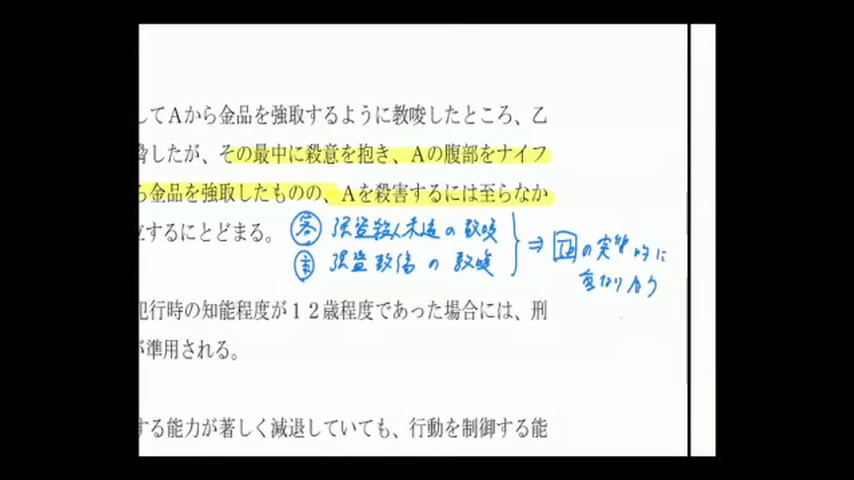 してAから金品を強取するように教唆したところ、乙
脅したが、その最中に殺意を抱き、Aの腹部をナイフ
ら金品を強取したものの、Aを殺害するには至らなか
立するにとどまる。
客 強盗殺人未遂の教唆
主 強盗致傷の教唆
⇒ 正の実質的に
重なり合う
犯行時の知能程度が12歳程度であった場合には、刑
が準用される。
する能力が著しく減退していても、行動を制御する能